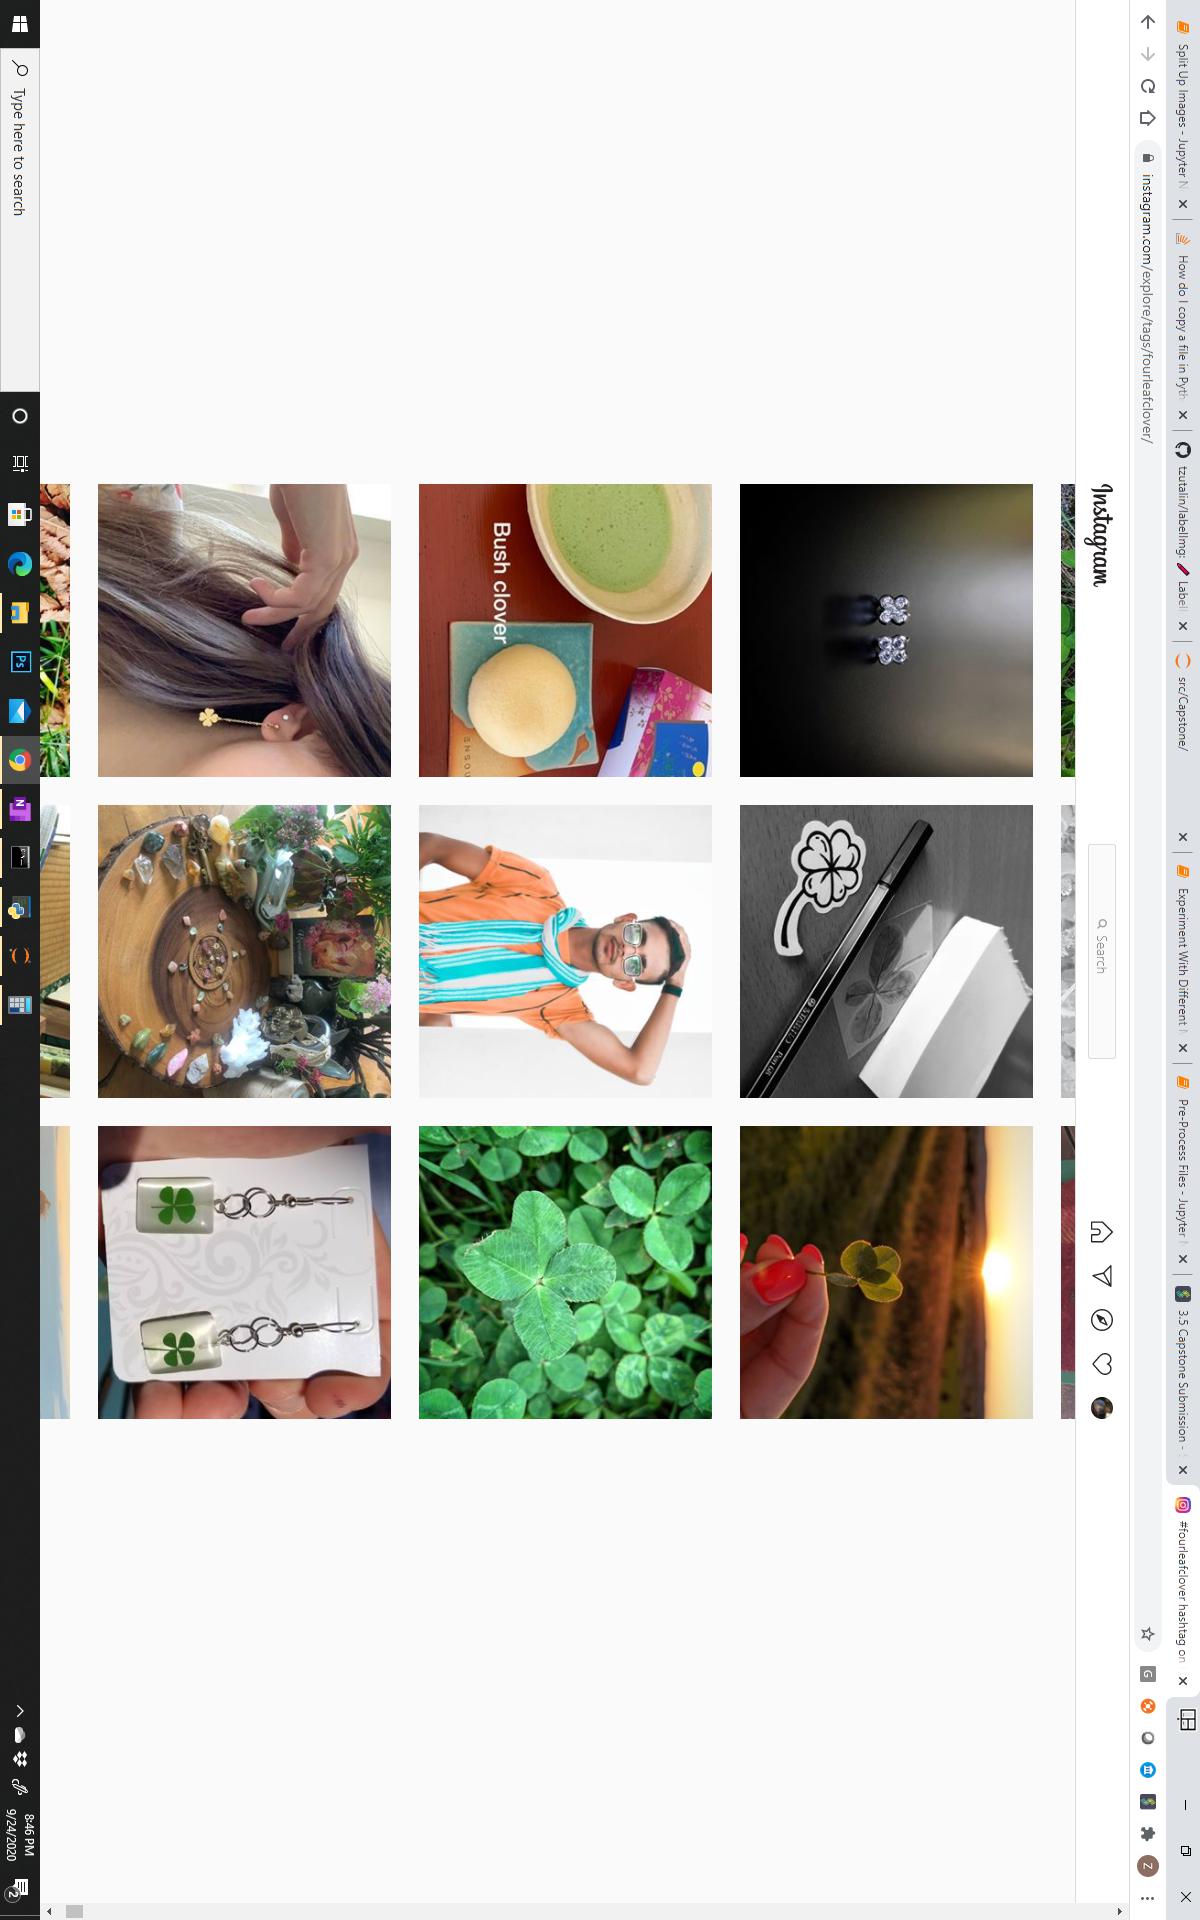 Split Up Images - Jupyter N
How do I copy a file in Pyth
tzutalin/labelImg: Labell
src/Capstone/
Experiment With Different
Pre-Process Files - Jupyter
3.5 Capstone Submission -
#fourleafclover hashtag on
instagram.com/explore/tags/fourleafclover/
G
Z
Instagram
Search
Bush clover
Type here to search
Ps
N
8:46 PM
9/24/2020
2